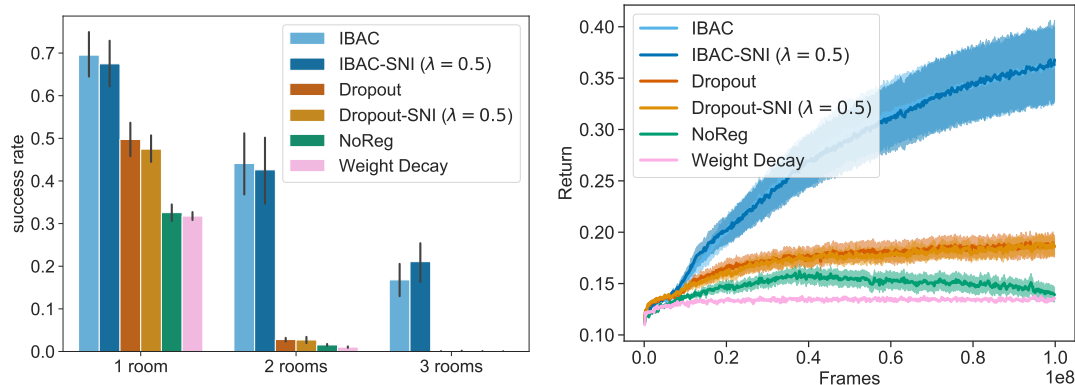 success rate
0.7
0.6
0.5
0.4
0.3
0.2
0.1
0.0
1 room
2 rooms
3 rooms
IBAC
IBAC-SNI (λ = 0.5)
Dropout
Dropout-SNI (λ = 0.5)
NoReg
Weight Decay
Return
0.40
0.35
0.30
0.25
0.20
0.15
0.10
0.0
0.2
0.4
0.6
0.8
1.0
1e8
Frames
IBAC
IBAC-SNI (λ = 0.5)
Dropout
Dropout-SNI (λ = 0.5)
NoReg
Weight Decay